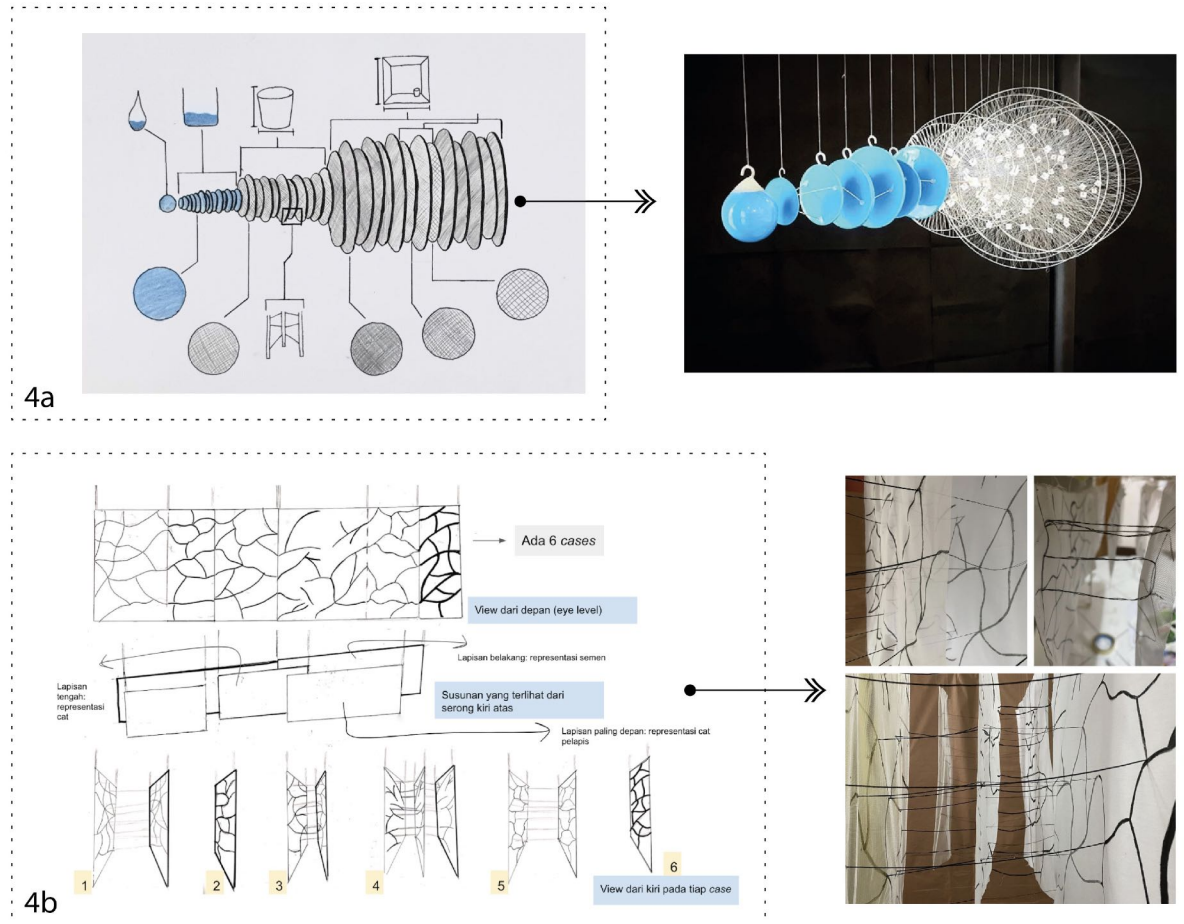 4a
Ada 6 cases
View dari depan (eye level)
Lapisan belakang: representasi semen
Lapisan
tengah:
representasi
cat
Susunan yang terlihat dari
serong kiri atas
Lapisan paling depan: representasi cat
pelapis
1
2
3
4
5
6
View dari kiri pada tiap case
4b